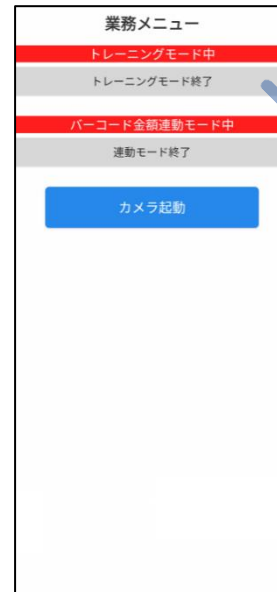 業務メニュー
トレーニングモード中
トレーニングモード終了
バーコード金額連動モード中
連動モード終了
カメラ起動